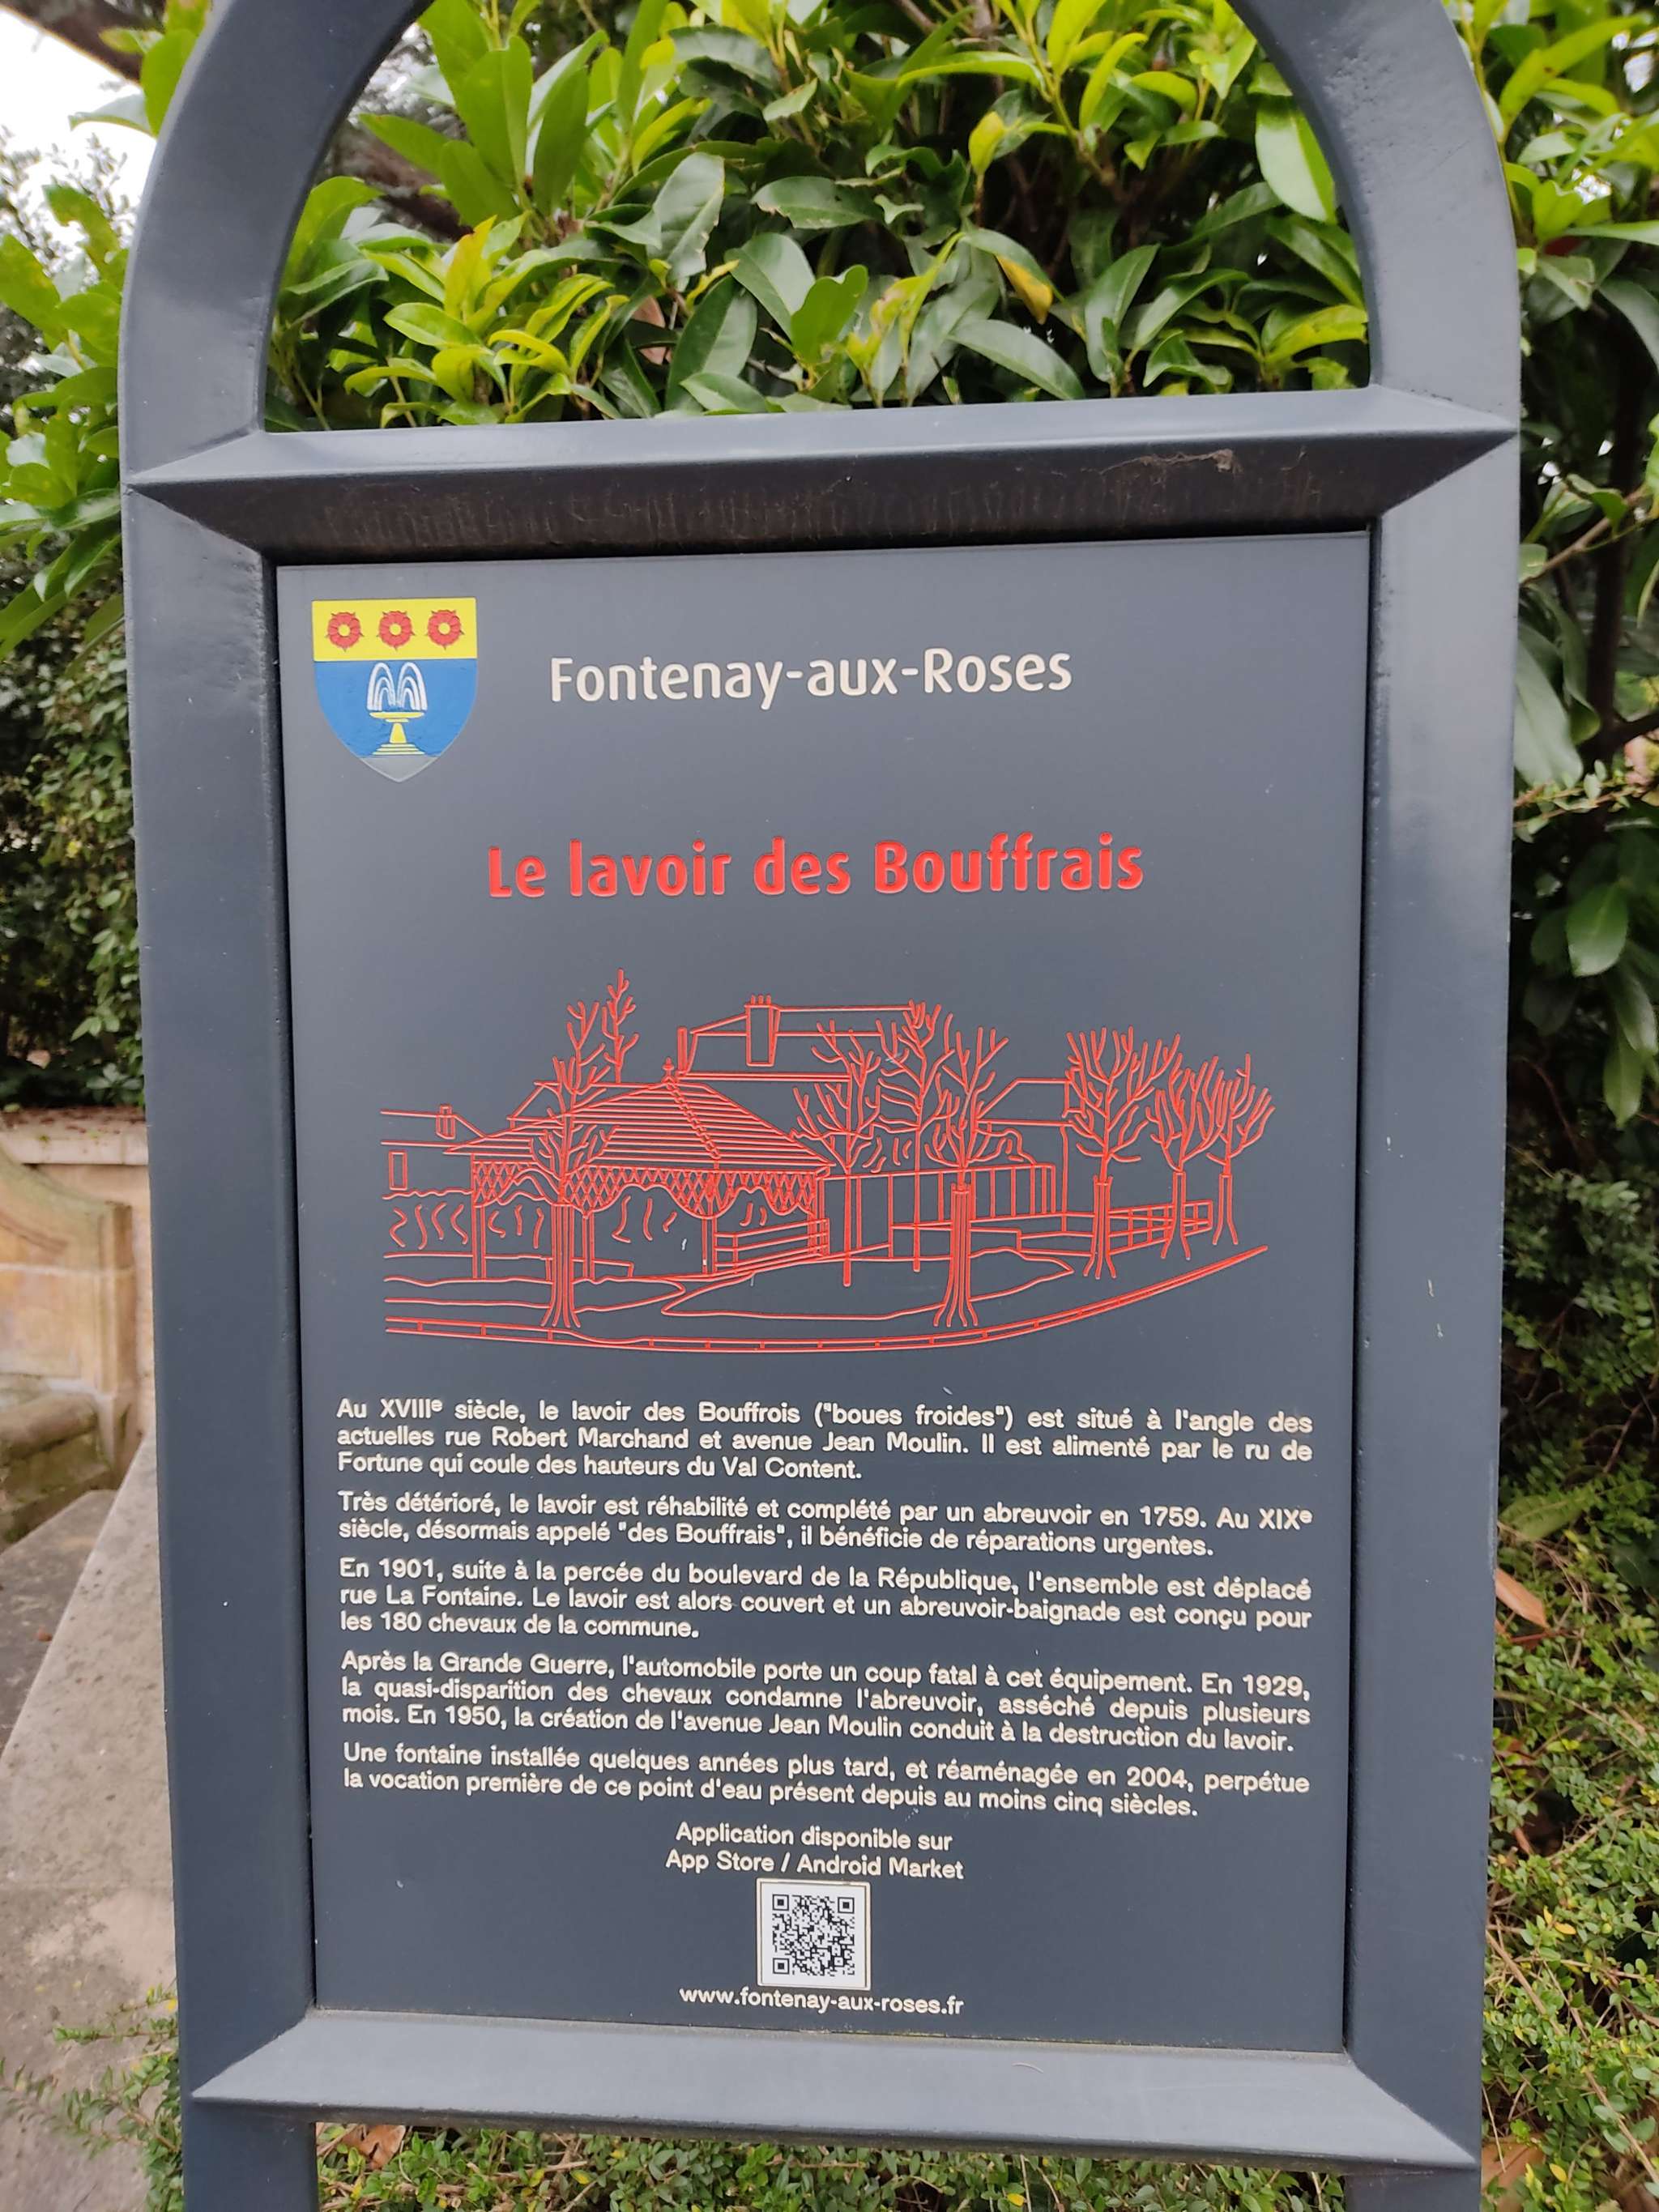 Fontenay-aux-Roses
Le lavoir des Bouffrais
Au XVIIIe siècle, le lavoir des Bouffrois ("boues froides") est situé à l'angle des
actuelles rue Robert Marchand et avenue Jean Moulin. Il est alimenté par le ru de
Fortune qui coule des hauteurs du Val Content.
Très détérioré, le lavoir est réhabilité et complété par un abreuvoir en 1759. Au XIXe
siècle, désormais appelé "des Bouffrais", il bénéficie de réparations urgentes.
En 1901, suite à la percée du boulevard de la République, l'ensemble est déplacé
rue La Fontaine. Le lavoir est alors couvert et un abreuvoir-baignade est conçu pour
les 180 chevaux de la commune.
Après la Grande Guerre, l'automobile porte un coup fatal à cet équipement. En 1929,
la quasi-disparition des chevaux condamne l'abreuvoir, asséché depuis plusieurs
mois. En 1950, la création de l'avenue Jean Moulin conduit à la destruction du lavoir.
Une fontaine installée quelques années plus tard, et réaménagée en 2004, perpétue
la vocation première de ce point d'eau présent depuis au moins cinq siècles.
Application disponible sur
App Store / Android Market
www.fontenay-aux-roses.fr